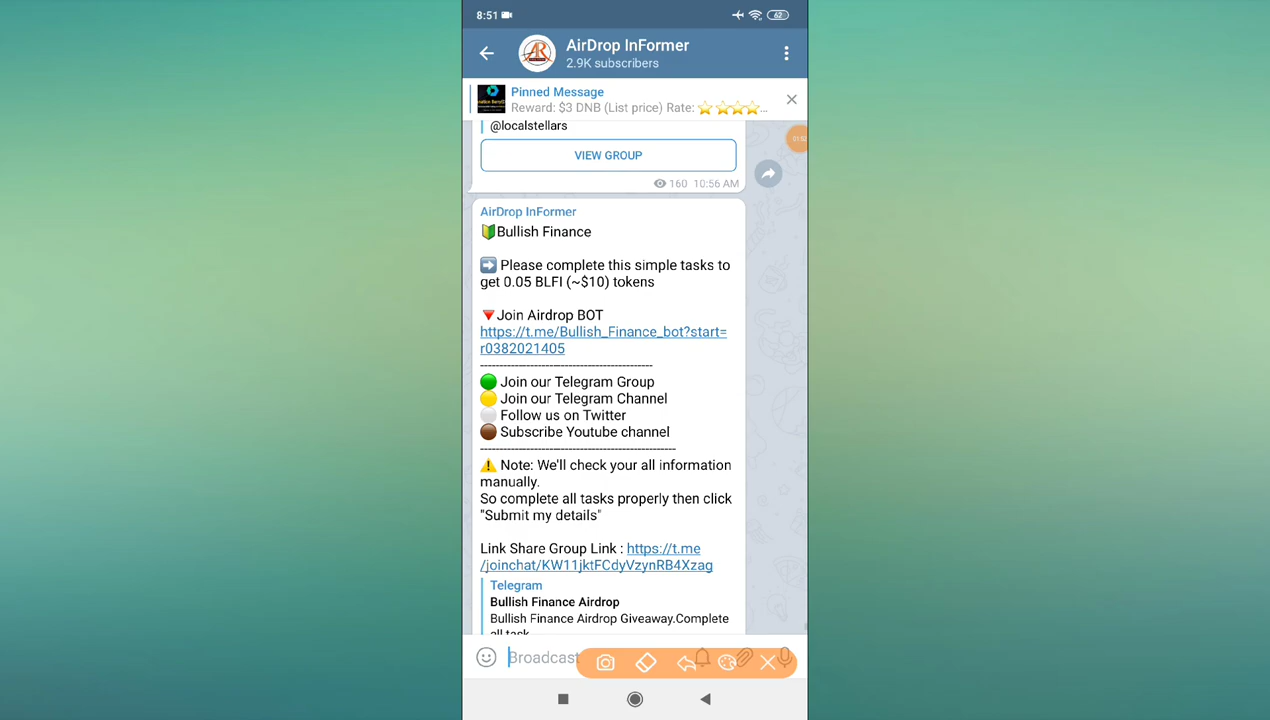 8:51
62
AirDrop InFormer
2.9K subscribers
Pinned Message
Reward: $3 DNB (List price) Rate: ⭐ ⭐⭐⭐...
@localstellars
VIEW GROUP
160 10:56 AM
01:02
AirDrop InFormer
🔰Bullish Finance
➡️ Please complete this simple tasks to
get 0.05 BLFI (~$10) tokens
🔻Join Airdrop BOT
https://t.me/Bullish_Finance_bot?start=
r0382021405
--------------------------------------------
🟢 Join our Telegram Group
🟡 Join our Telegram Channel
⚪ Follow us on Twitter
🟤 Subscribe Youtube channel
--------------------------------------------------
⚠️ Note: We'll check your all information
manually.
So complete all tasks properly then click
"Submit my details"
Link Share Group Link : https://t.me
/joinchat/KW11jktFCdyVzynRB4Xzag
Telegram
Bullish Finance Airdrop
Bullish Finance Airdrop Giveaway.Complete
all task
Broadcast